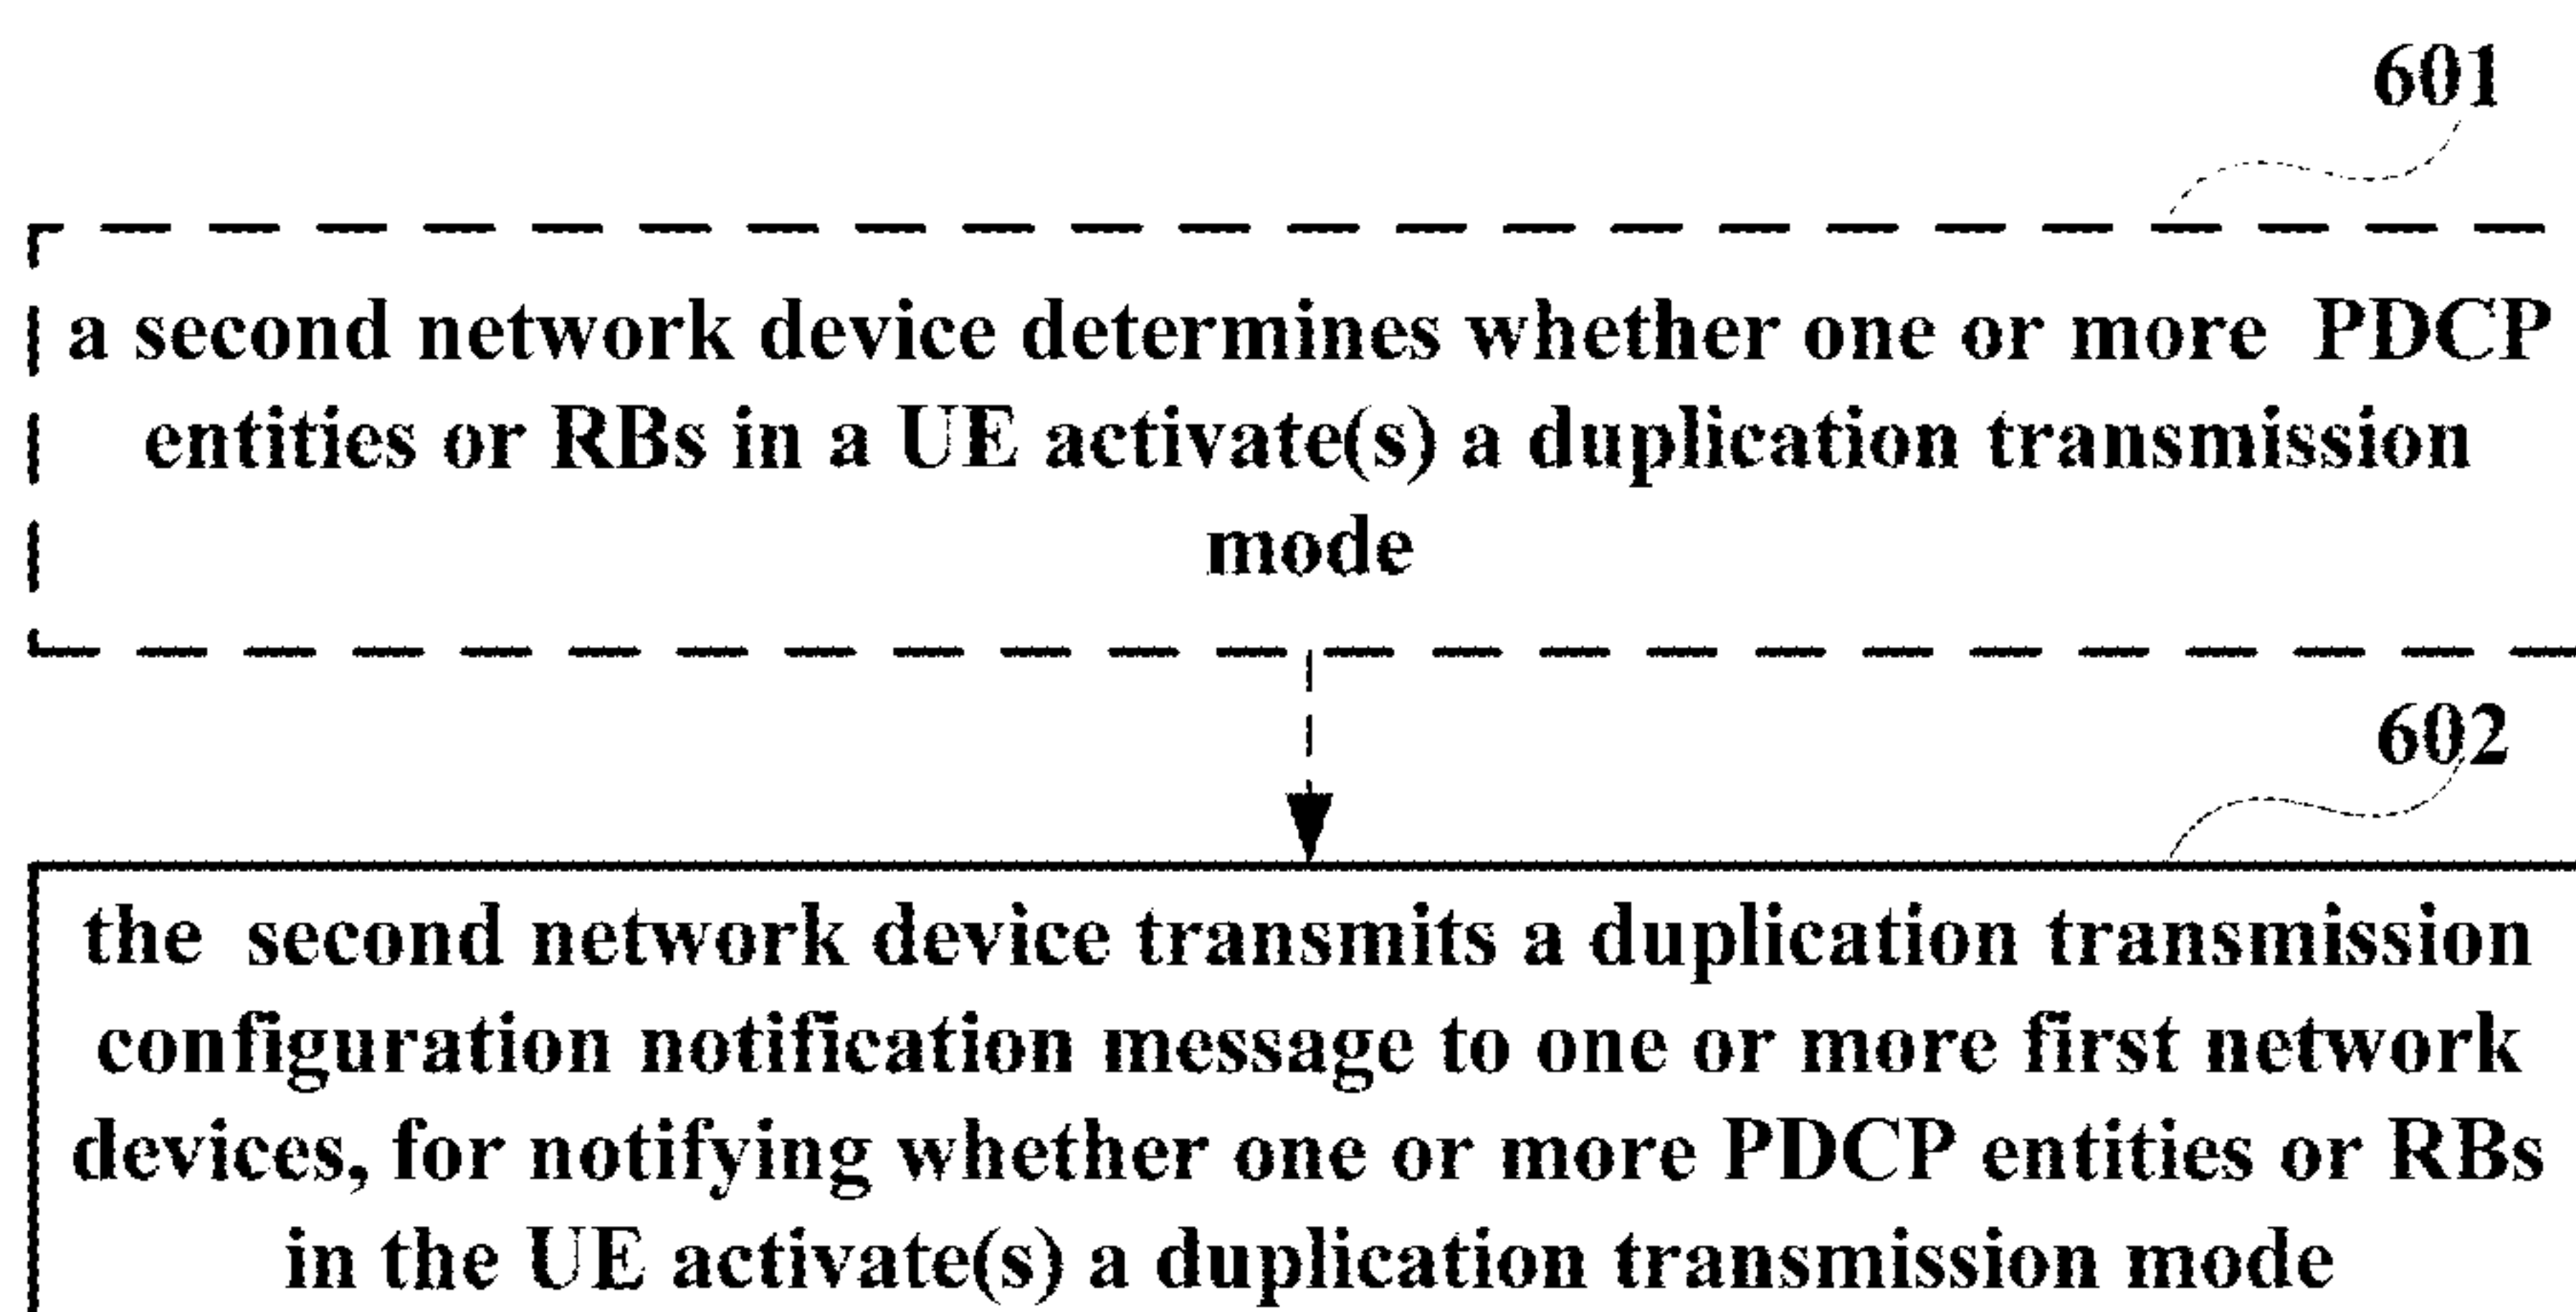 601
a second network device determines whether one or more PDCP
entities or RBs in a UE activate(s) a duplication transmission
mode
602
the second network device transmits a duplication transmission
configuration notification message to one or more first network
devices, for notifying whether one or more PDCP entities or RBs
in the UE activate(s) a duplication transmission mode